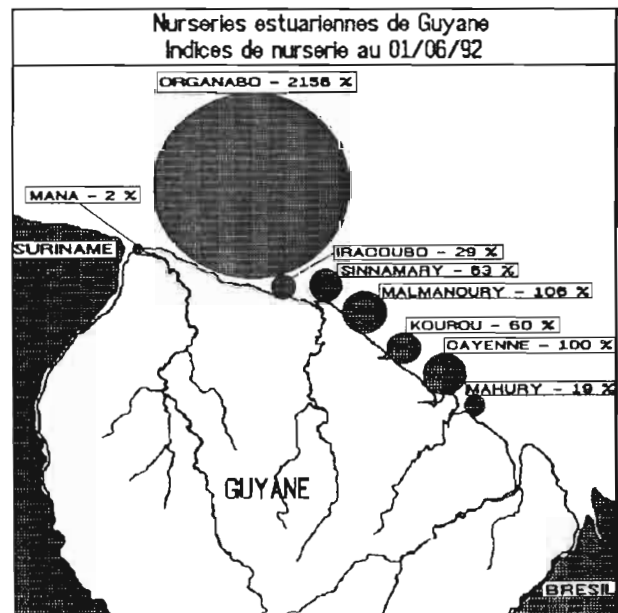 Nurseries estuariennes de Guyane
Indices de nurserie au 01/06/92
ORGANABO - 2156 %
MANA - 2 %
SURINAME
IRACOUBO - 29 %
SINNAMARY - 63 %
MALMANOURY - 106 %
KOUROU - 60 %
CAYENNE - 100 %
MAHURY - 19 %
GUYANE
BRESIL